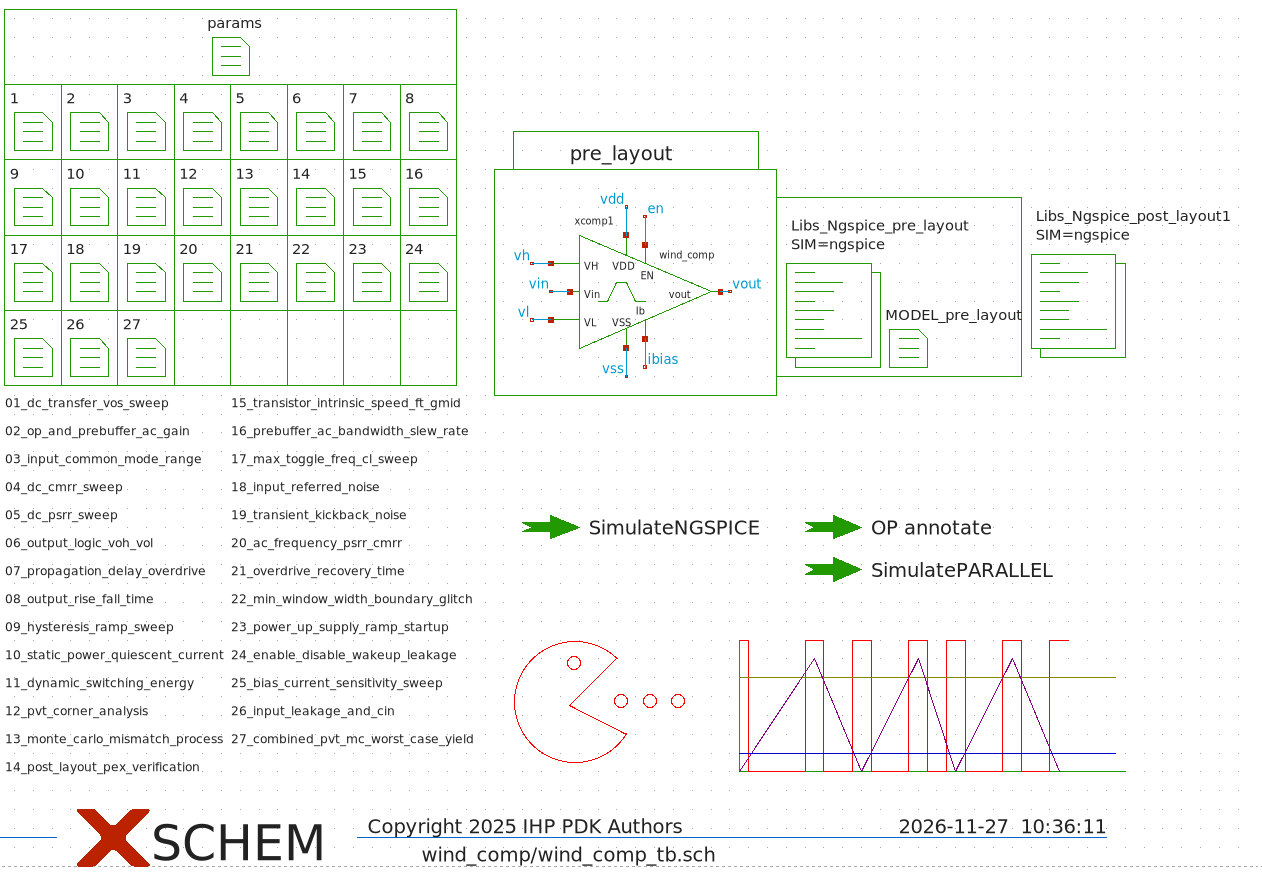 params
1 2 3 4 5 6 7 8
9 10 11 12 13 14 15 16
17 18 19 20 21 22 23 24
25 26 27
01_dc_transfer_vos_sweep
02_op_and_prebuffer_ac_gain
03_input_common_mode_range
04_dc_cmrr_sweep
05_dc_psrr_sweep
06_output_logic_voh_vol
07_propagation_delay_overdrive
08_output_rise_fall_time
09_hysteresis_ramp_sweep
10_static_power_quiescent_current
11_dynamic_switching_energy
12_pvt_corner_analysis
13_monte_carlo_mismatch_process
14_post_layout_pex_verification
15_transistor_intrinsic_speed_ft_gmid
16_prebuffer_ac_bandwidth_slew_rate
17_max_toggle_freq_cl_sweep
18_input_referred_noise
19_transient_kickback_noise
20_ac_frequency_psrr_cmrr
21_overdrive_recovery_time
22_min_window_width_boundary_glitch
23_power_up_supply_ramp_startup
24_enable_disable_wakeup_leakage
25_bias_current_sensitivity_sweep
26_input_leakage_and_cin
27_combined_pvt_mc_worst_case_yield
pre_layout
vdd
en
xcomp1
wind_comp
vh
VH
VDD
EN
vin
Vin
vout
vout
vl
VL
VSS
Ib
vss
ibias
Libs_Ngspice_pre_layout
SIM=ngspice
MODEL_pre_layout
Libs_Ngspice_post_layout1
SIM=ngspice
SimulateNGSPICE
OP annotate
SimulatePARALLEL
XSCHEM
Copyright 2025 IHP PDK Authors
2026-11-27 10:36:11
wind_comp/wind_comp_tb.sch